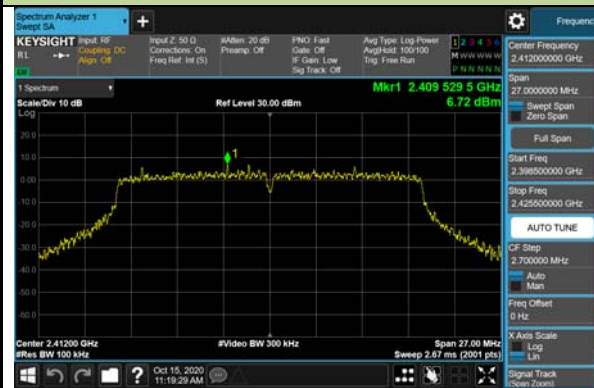 Spectrum Analyzer 1
Swept SA
Frequenc
KEYSIGHT
Input: RF
Coupling: DC
Align: Off
Input Z: 50 Ω
Corrections: On
Freq Ref: Int (S)
#Atten: 20 dB
Preamp: Off
PNO: Fast
Gate: Off
IF Gain: Low
Sig Track: Off
Avg Type: Log-Power
Avg|Hold: 100/100
Trig: Free Run
1 2 3 4 5 6
M W W W W W
P N N N N N
RL
1 Spectrum
Mkr1 2.409 529 5 GHz
Scale/Div 10 dB
Ref Level 30.00 dBm
6.72 dBm
Log
20.0
10.0
0.00
-10.0
-20.0
-30.0
-40.0
-50.0
-60.0
1
Center 2.41200 GHz
#Video BW 300 kHz
Span 27.00 MHz
#Res BW 100 kHz
Sweep 2.67 ms (2001 pts)
Center Frequency
2.412000000 GHz
Span
27.0000000 MHz
Swept Span
Zero Span
Full Span
Start Freq
2.398500000 GHz
Stop Freq
2.425500000 GHz
AUTO TUNE
CF Step
2.700000 MHz
Auto
Man
Freq Offset
0 Hz
X Axis Scale
Log
Lin
Signal Track
(Span Zoom)
Oct 15, 2020
11:19:29 AM